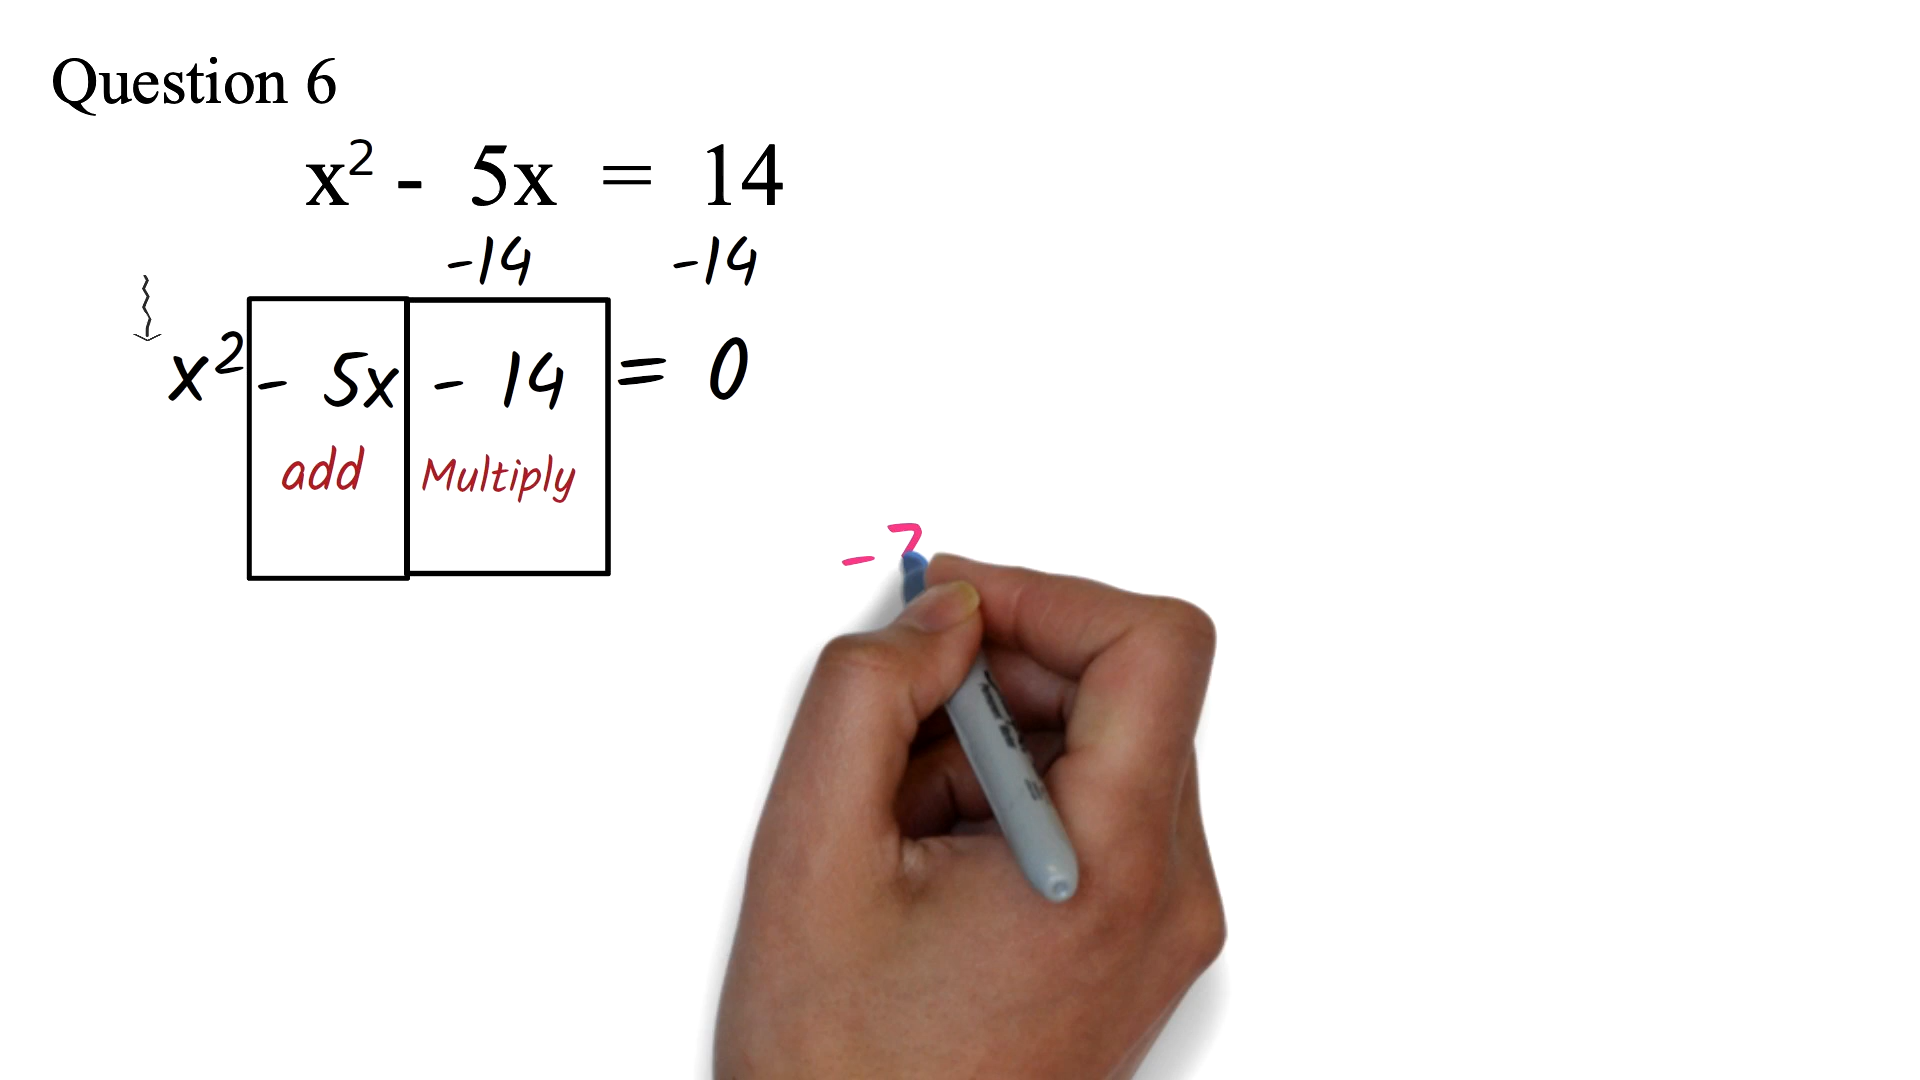 Question 6
x² - 5x = 14
-14 -14
x² - 5x - 14 = 0
add Multiply
-7